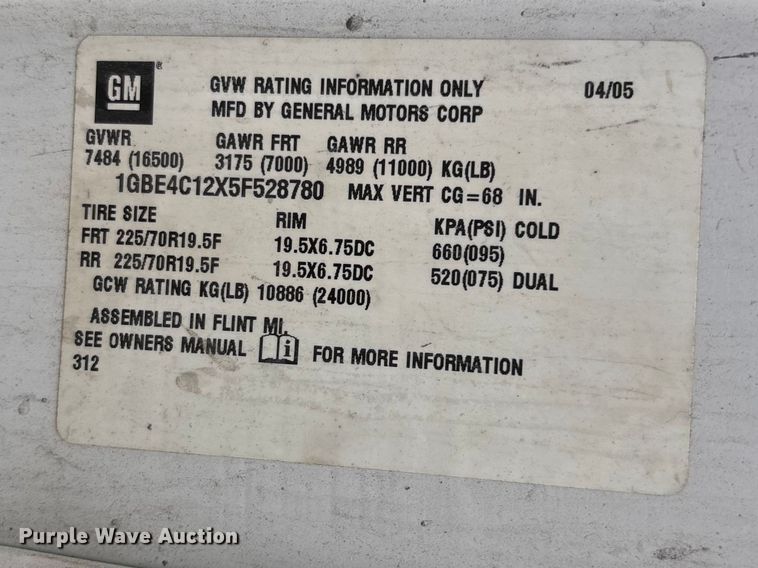 GM ®
GVW RATING INFORMATION ONLY 04/05
MFD BY GENERAL MOTORS CORP
GVWR GAWR FRT GAWR RR
7484 (16500) 3175 (7000) 4989 (11000) KG(LB)
1GBE4C12X5F528780 MAX VERT CG=68 IN.
TIRE SIZE RIM KPA(PSI) COLD
FRT 225/70R19.5F 19.5X6.75DC 660(095)
RR 225/70R19.5F 19.5X6.75DC 520(075) DUAL
GCW RATING KG(LB) 10886 (24000)
ASSEMBLED IN FLINT MI.
SEE OWNERS MANUAL i FOR MORE INFORMATION
312
Purple Wave Auction